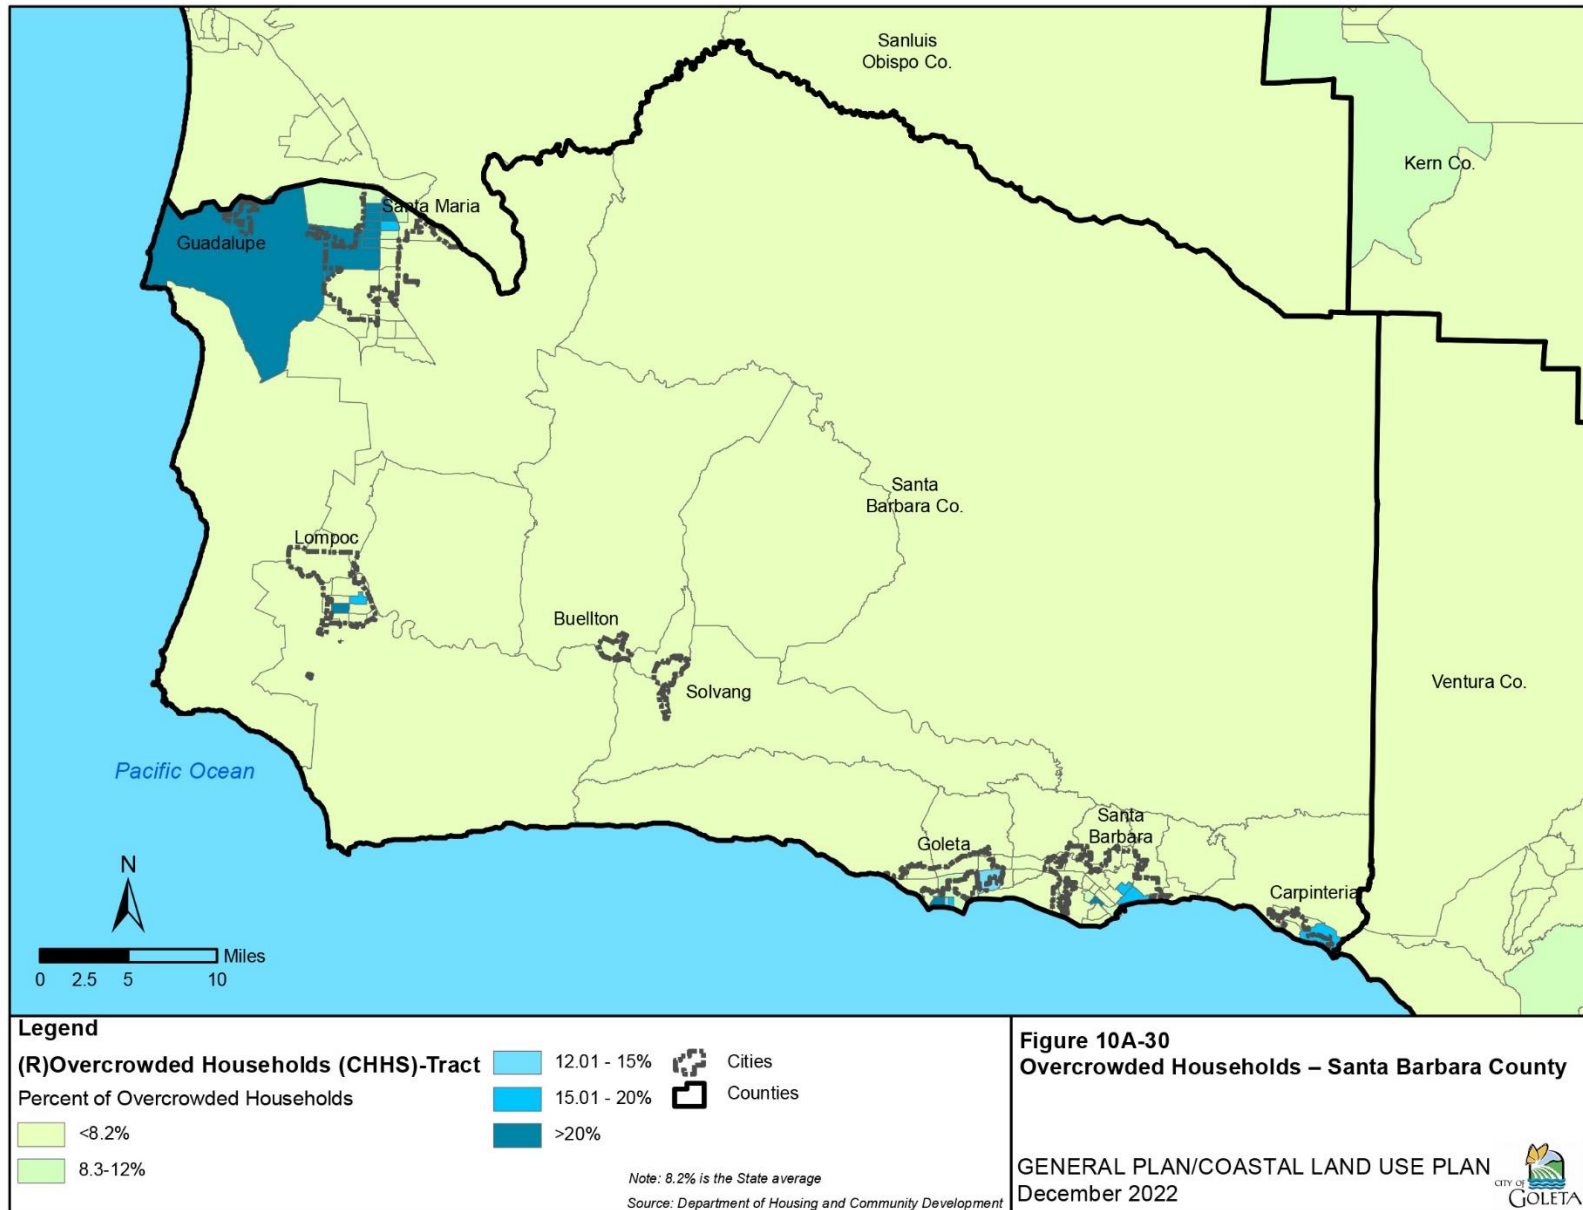 Sanluis
Obispo Co.
Kern Co.
Santa Maria
Guadalupe
Santa
Barbara Co.
Lompoc
Buellton
Solvang
Ventura Co.
Pacific Ocean
Santa
Barbara
Goleta
Carpinteria
N
Miles
0 2.5 5 10
Legend
(R)Overcrowded Households (CHHS)-Tract
Percent of Overcrowded Households
<8.2%
8.3-12%
12.01 - 15%
15.01 - 20%
>20%
Cities
Counties
Note: 8.2% is the State average
Source: Department of Housing and Community Development
Figure 10A-30
Overcrowded Households – Santa Barbara County
GENERAL PLAN/COASTAL LAND USE PLAN
December 2022
CITY OF
GOLETA